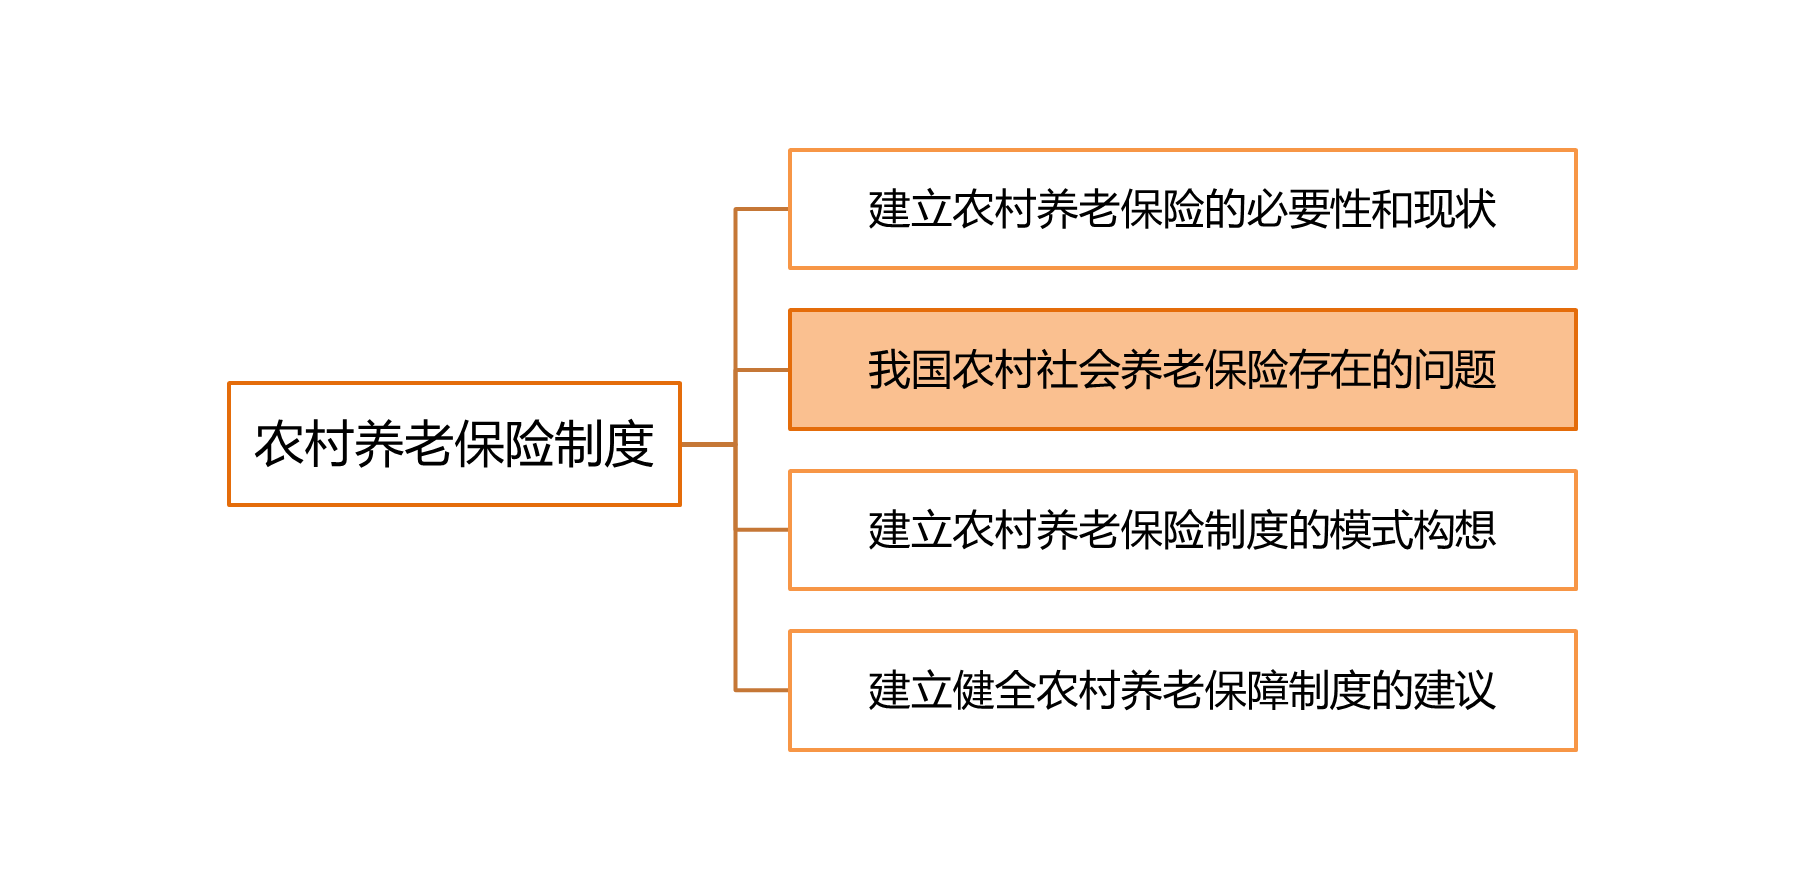 建立农村养老保险的必要性和现状
我国农村社会养老保险存在的问题
农村养老保险制度
建立农村养老保险制度的模式构想
建立健全农村养老保障制度的建议